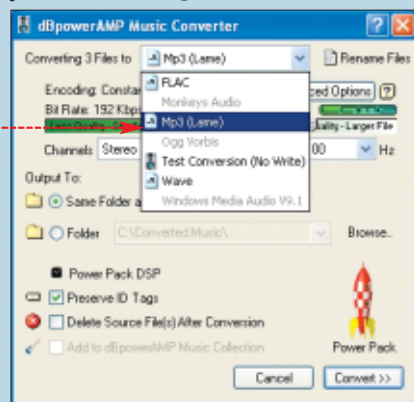 dBpowerAMP Music Converter
Converting 3 Files to Mp3 (Lame) Rename Files
FLAC
Encoding: Options
Monkeys Audio
Bit Rate: 192
Mp3 (Lame)
Quality - Larger File
Ogg Vorbis
Channels Stereo 00 Hz
Test Conversion (No Write)
Output To:
Wave
Same Folder
Windows Media Audio V9.1
Folder C:\Converted Music\ Browse..
Power Pack DSP
Preserve ID Tags
Delete Source File(s) After Conversion
Add to dBpowerAMP Music Collection Power Pack
Cancel Convert >>